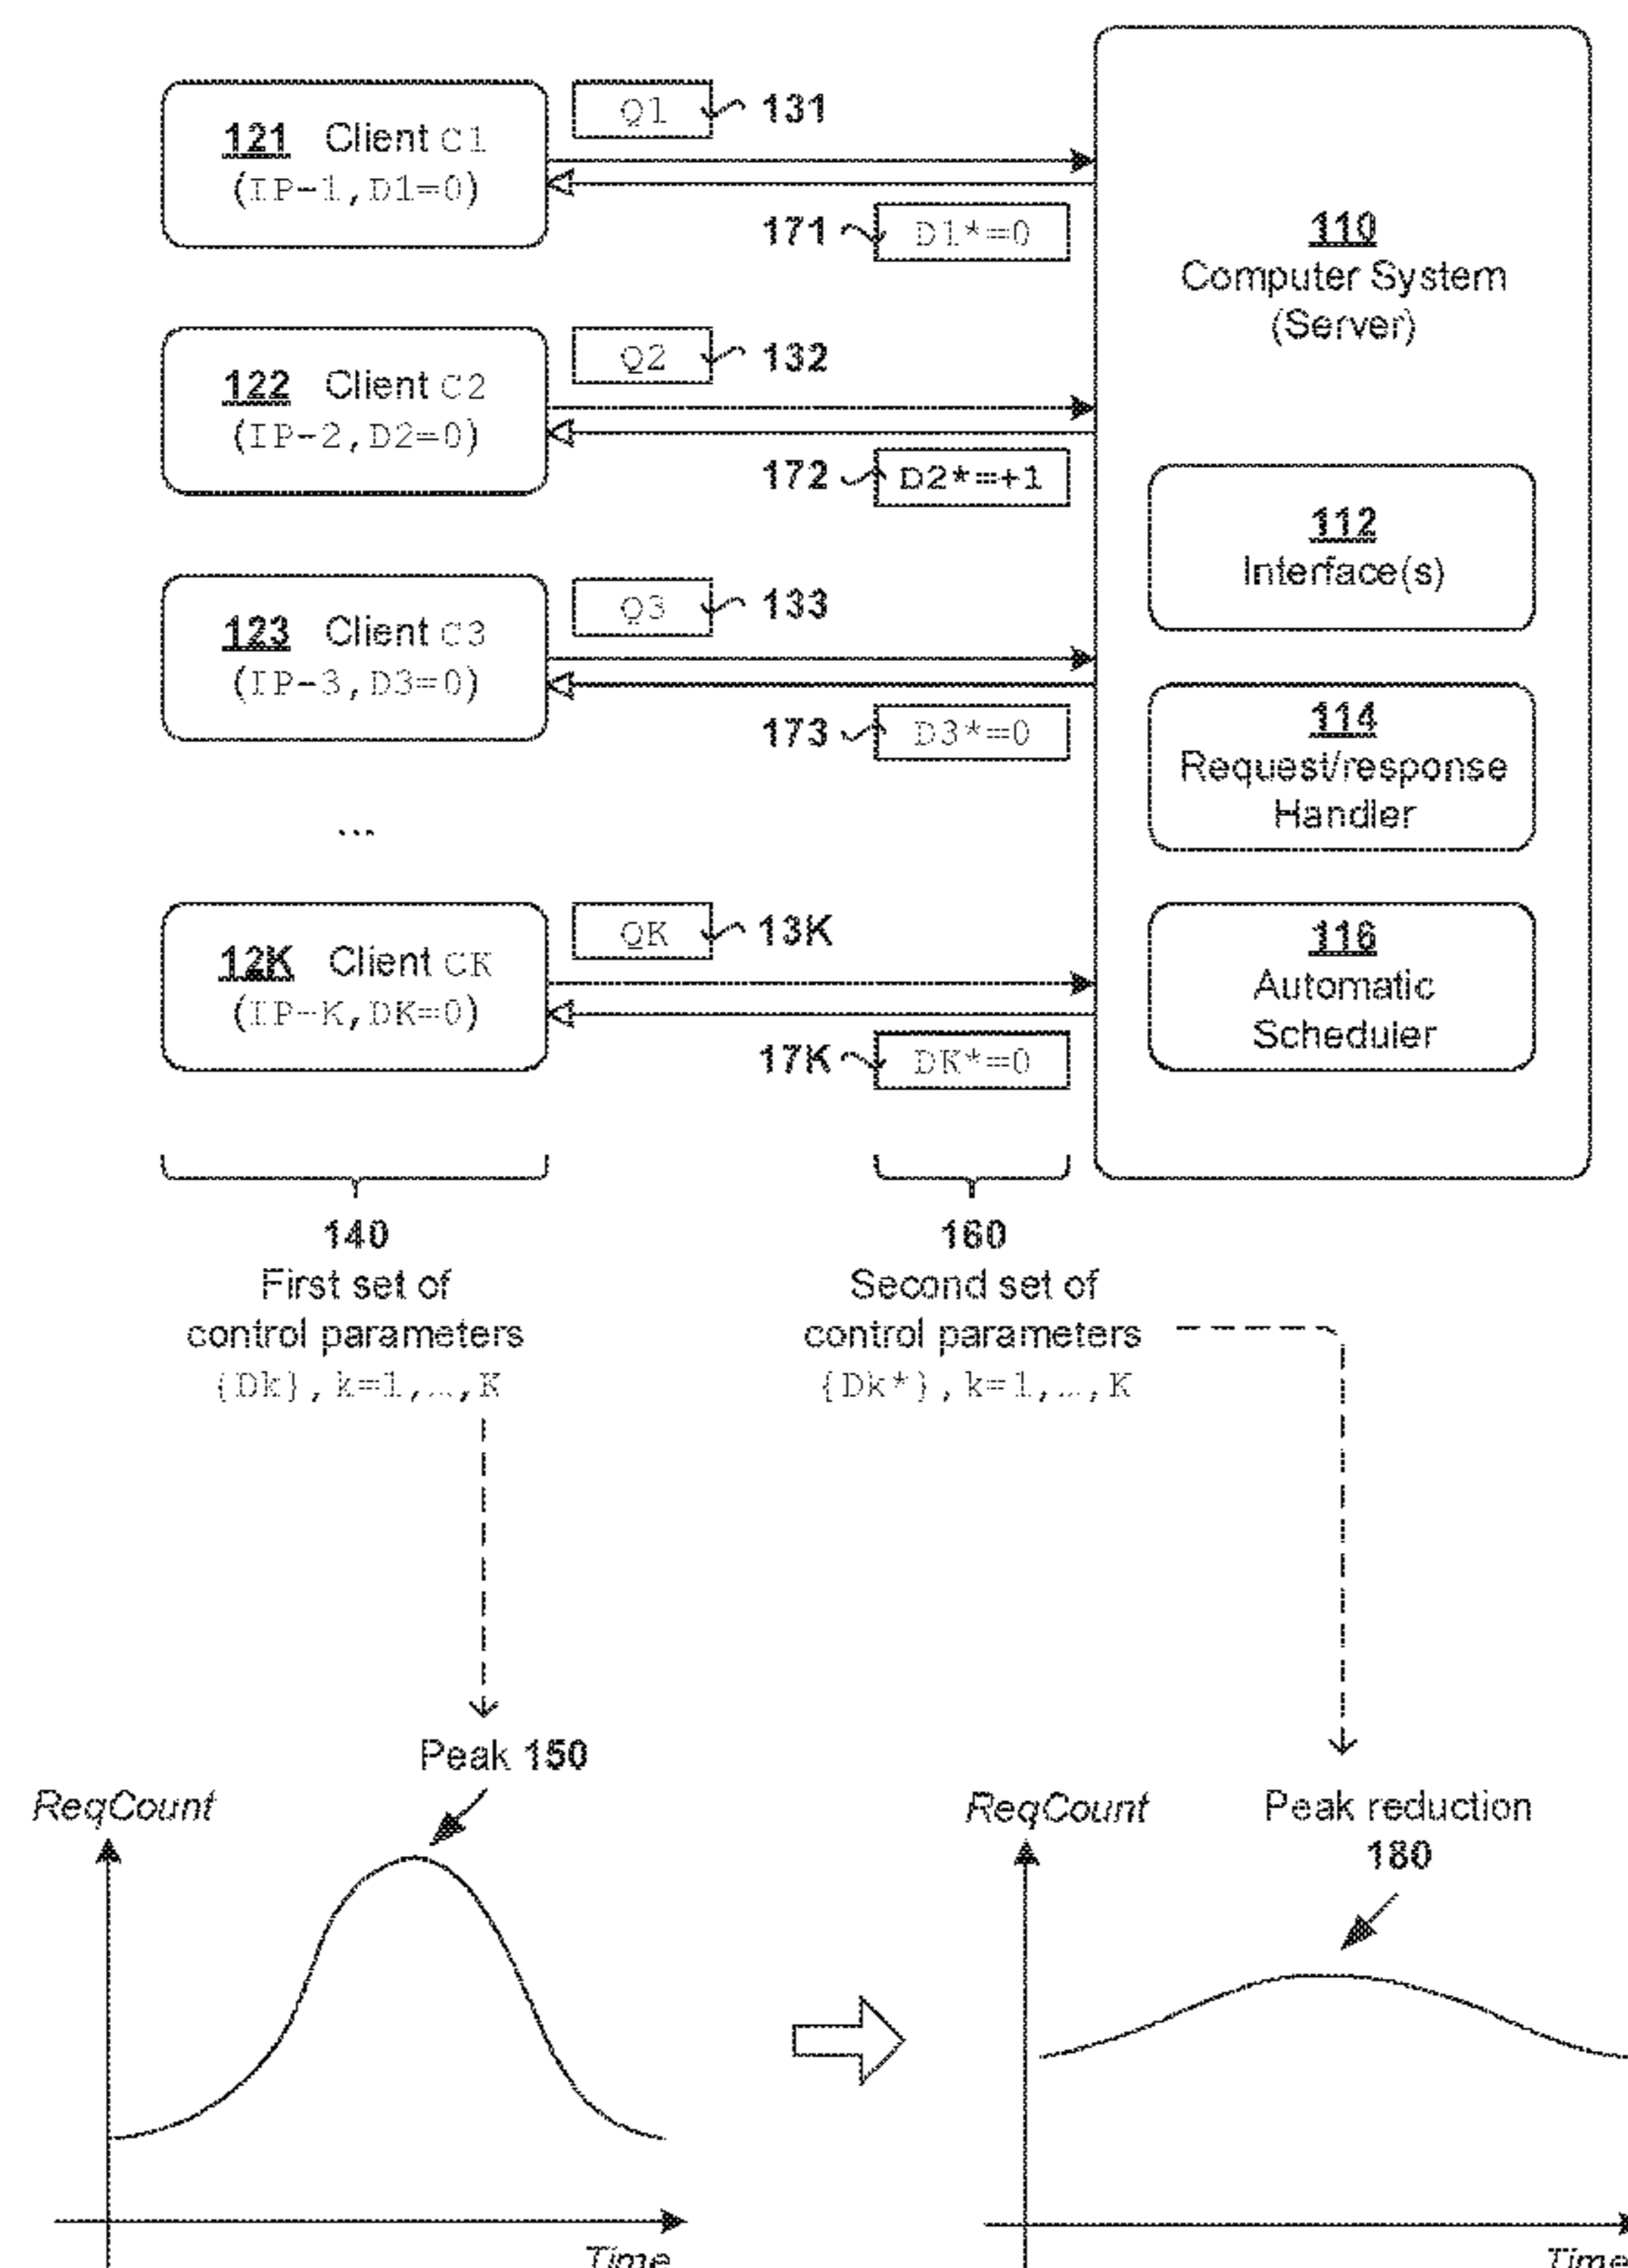 Q1 131
121 Client C1
(IP-1,D1=0)
171 D1*=0
110
Computer System
(Server)
Q2 132
122 Client C2
(IP-2,D2=0)
172 D2*=+1
112
Interface(s)
Q3 133
123 Client C3
(IP-3,D3=0)
173 D3*=0
114
Request/response
Handler
...
QK 13K
12K Client CK
(IP-K,DK=0)
17K DK*=0
116
Automatic
Scheduler
140
First set of
control parameters
{Dk}, k=1,…,K
160
Second set of
control parameters
{Dk*}, k=1,…,K
Peak 150
ReqCount
Time
ReqCount
Peak reduction
180
Time